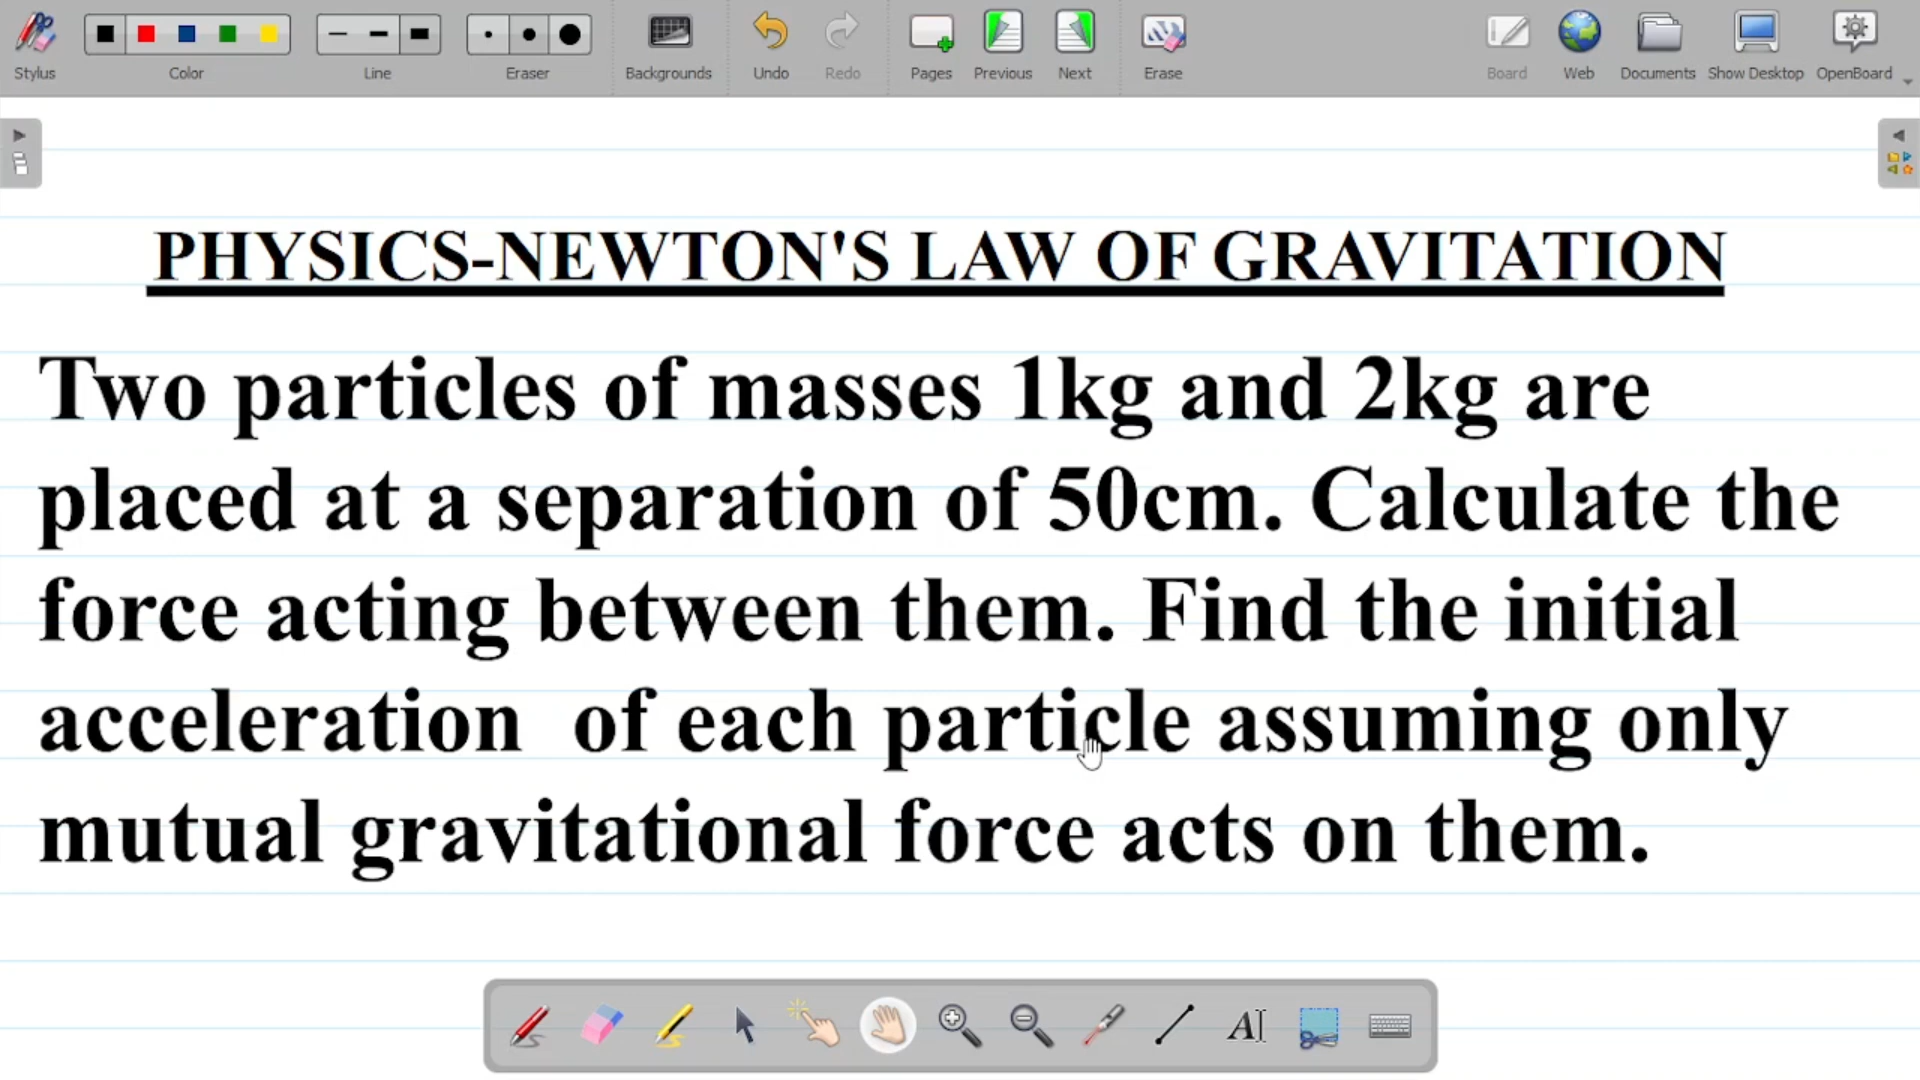 Stylus Color Line Eraser Backgrounds Undo Redo Pages Previous Next Erase Board Web Documents Show Desktop OpenBoard
PHYSICS-NEWTON'S LAW OF GRAVITATION
Two particles of masses 1kg and 2kg are
placed at a separation of 50cm. Calculate the
force acting between them. Find the initial
acceleration of each particle assuming only
mutual gravitational force acts on them.
AI